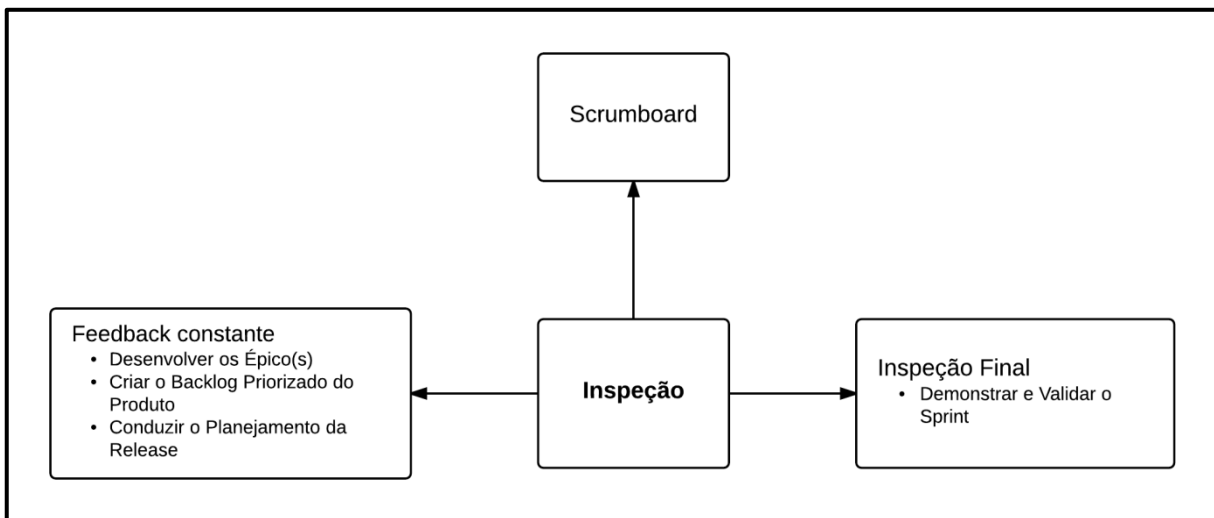 Scrumboard
Feedback constante
• Desenvolver os Épico(s)
• Criar o Backlog Priorizado do
Produto
• Conduzir o Planejamento da
Release
Inspeção
Inspeção Final
• Demonstrar e Validar o
Sprint